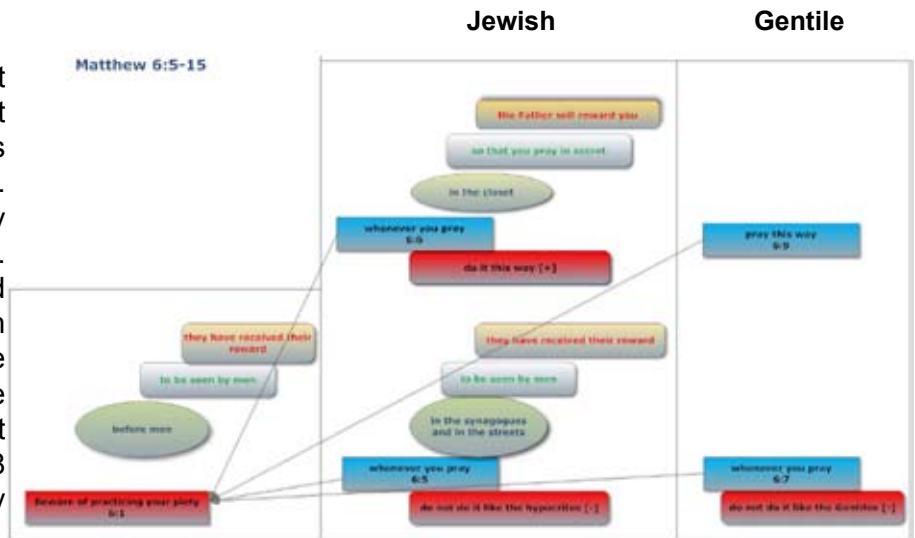 Jewish
Gentile
Matthew 6:5-15
the Father will reward you
so that you pray in secret
in the closet
whenever you pray
6:6
do it this way [+]
pray this way
6:9
they have received their
reward
to be seen by men
before men
Beware of practicing your piety
6:1
they have received their reward
to be seen by men
in the synagogues
and in the streets
whenever you pray
6:5
do not do it like the hypocrites [-]
whenever you pray
6:7
do not do it like the Gentiles [-]